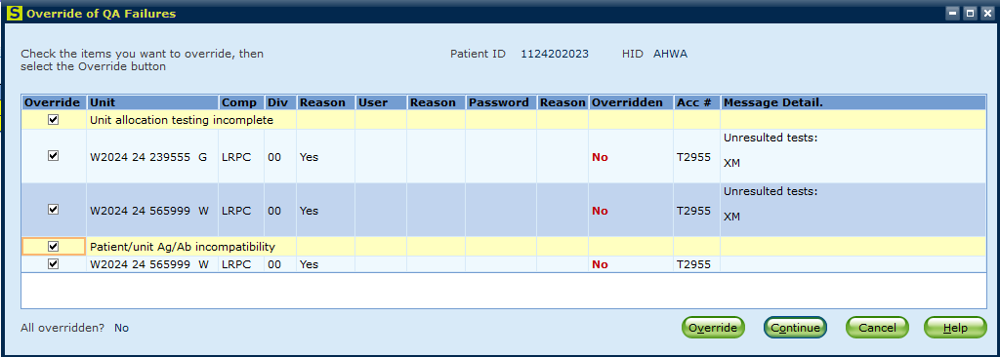 S Override of QA Failures
Check the items you want to override, then
select the Override button
Patient ID 1124202023 HID AHWA
Override Unit Comp Div Reason User Reason Password Reason Overridden Acc # Message Detail.
Unit allocation testing incomplete
W2024 24 239555 G LRPC 00 Yes No T2955 Unresulted tests:
XM
W2024 24 565999 W LRPC 00 Yes No T2955 Unresulted tests:
XM
Patient/unit Ag/Ab incompatibility
W2024 24 565999 W LRPC 00 Yes No T2955
All overridden? No Override Continue Cancel Help